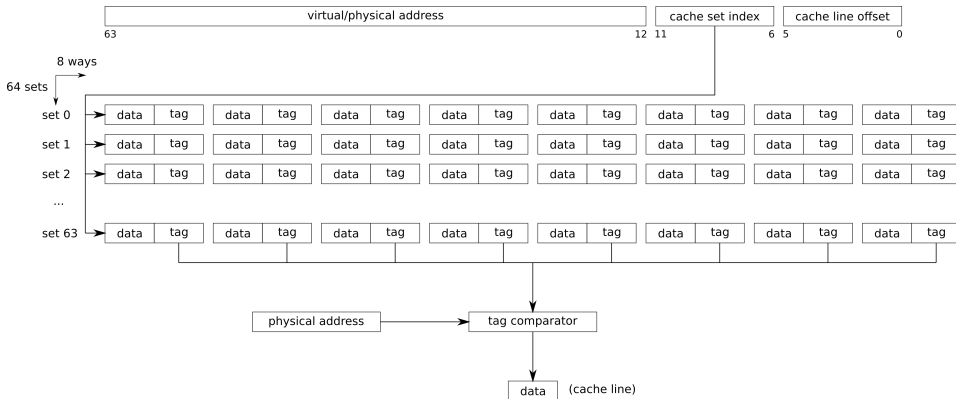 virtual/physical address cache set index cache line offset
63 12 11 6 5 0
8 ways
64 sets
set 0 data tag data tag data tag data tag data tag data tag data tag data tag
set 1 data tag data tag data tag data tag data tag data tag data tag data tag
set 2 data tag data tag data tag data tag data tag data tag data tag data tag
...
set 63 data tag data tag data tag data tag data tag data tag data tag data tag
physical address tag comparator
data (cache line)